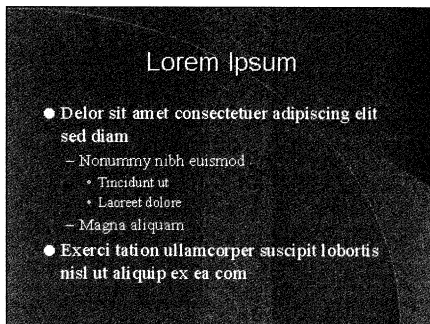 Lorem Ipsum
● Delor sit amet consectetuer adipiscing elit
sed diam
– Nonummy nibh euismod
• Tincidunt ut
• Laoreet dolore
– Magna aliquam
● Exerci tation ullamcorper suscipit lobortis
nisl ut aliquip ex ea com